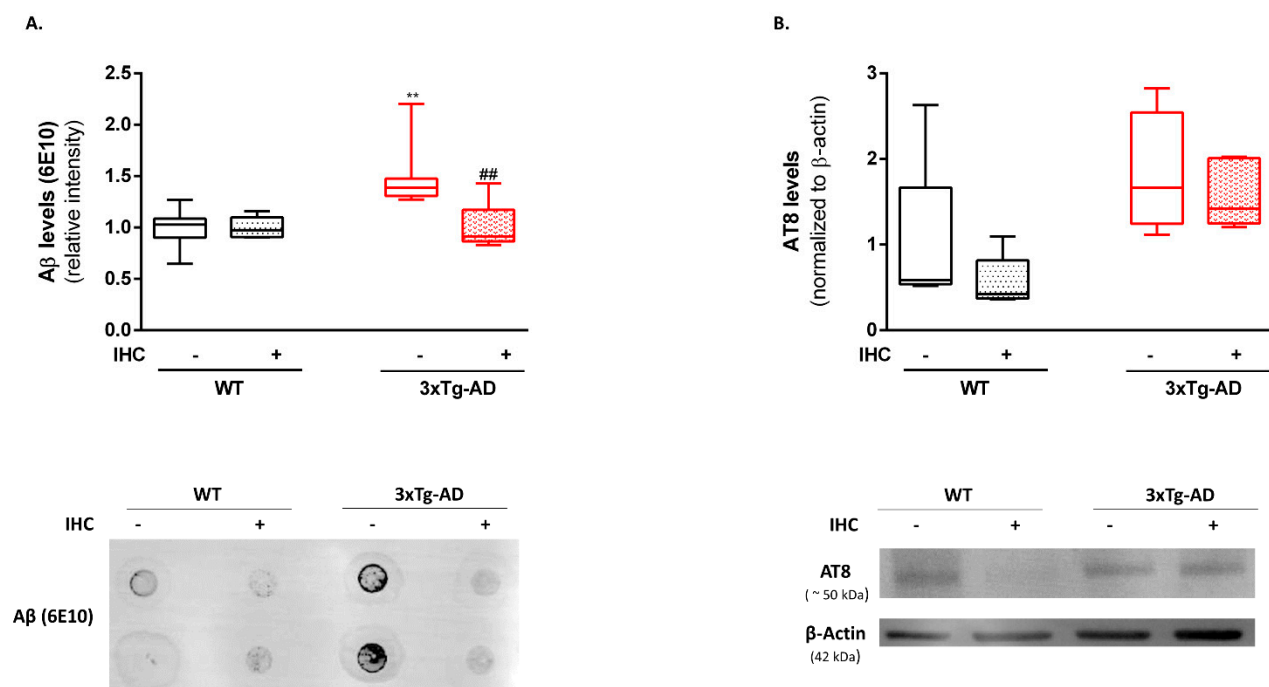 A.
Aβ levels (6E10)
(relative intensity)
2.5
2.0
1.5
1.0
0.5
0.0
**
##
IHC - + - +
WT 3xTg-AD
B.
AT8 levels
(normalized to β-actin)
3
2
1
0
IHC - + - +
WT 3xTg-AD
WT 3xTg-AD
IHC - + - +
Aβ (6E10)
WT 3xTg-AD
IHC - + - +
AT8
( ~ 50 kDa)
β-Actin
(42 kDa)